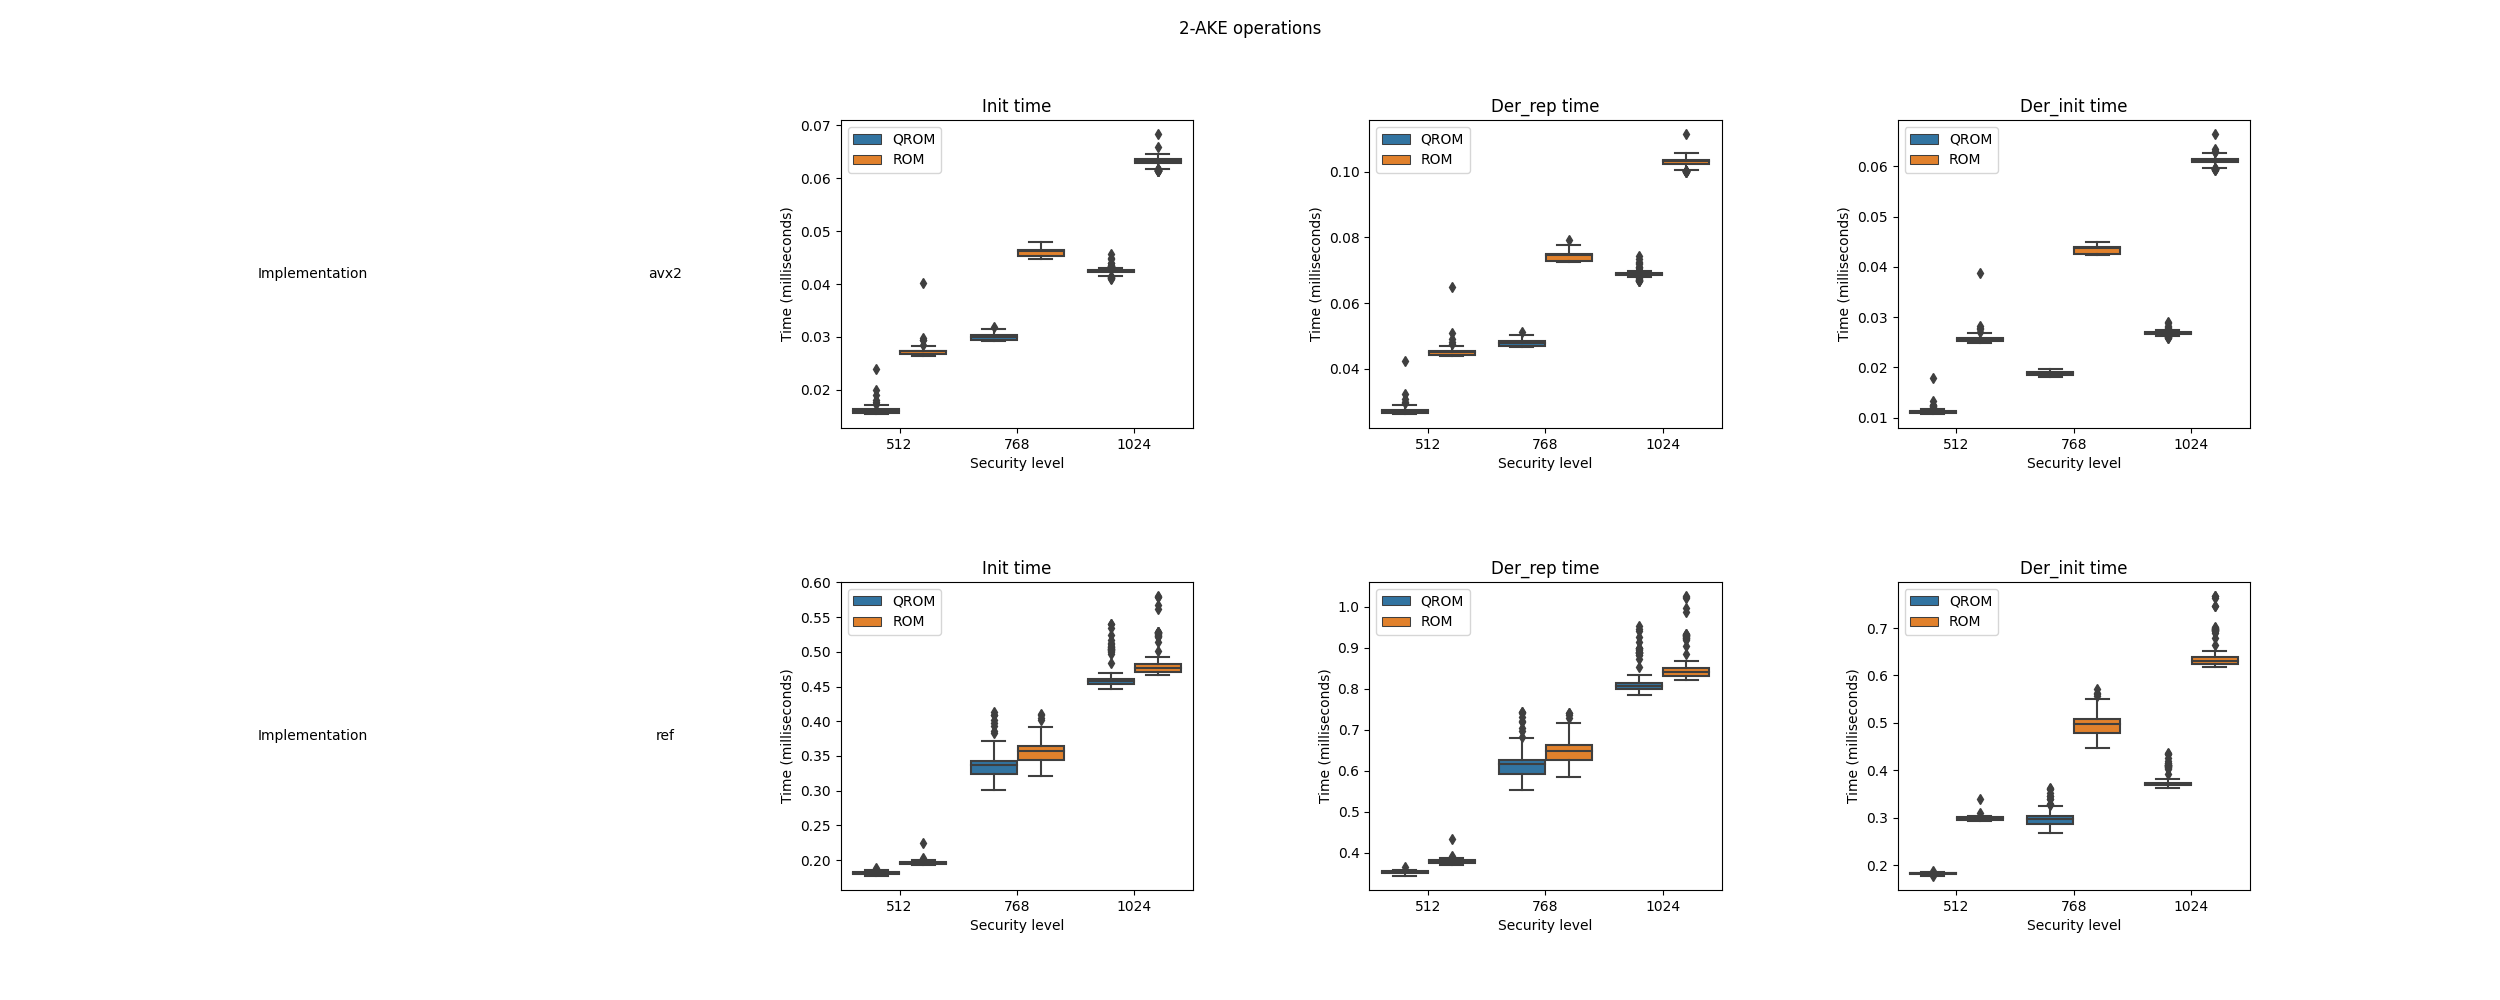 2-AKE operations
Implementation
avx2
Init time
0.07
0.06
0.05
0.04
0.03
0.02
Time (milliseconds)
QROM
ROM
512
768
1024
Security level
Der_rep time
0.10
0.08
0.06
0.04
Time (milliseconds)
QROM
ROM
512
768
1024
Security level
Der_init time
0.06
0.05
0.04
0.03
0.02
0.01
Time (milliseconds)
QROM
ROM
512
768
1024
Security level
Implementation
ref
Init time
0.60
0.55
0.50
0.45
0.40
0.35
0.30
0.25
0.20
Time (milliseconds)
QROM
ROM
512
768
1024
Security level
Der_rep time
1.0
0.9
0.8
0.7
0.6
0.5
0.4
Time (milliseconds)
QROM
ROM
512
768
1024
Security level
Der_init time
0.7
0.6
0.5
0.4
0.3
0.2
Time (milliseconds)
QROM
ROM
512
768
1024
Security level